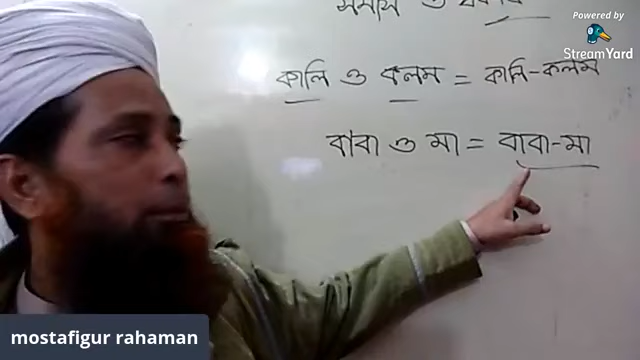 Powered by
StreamYard
সমাস ও
কালি ও কলম = কালি-কলম
বাবা ও মা = বাবা-মা
mostafigur rahaman